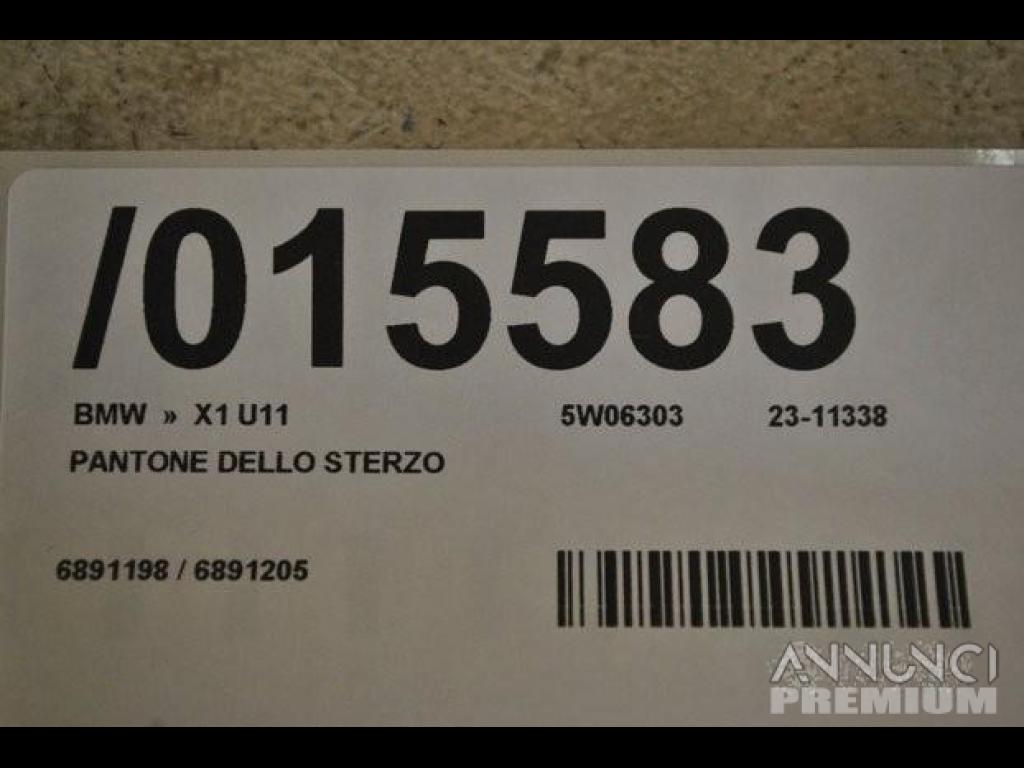 /015583
BMW » X1 U11 5W06303 23-11338
PANTONE DELLO STERZO
6891198 / 6891205
ANNUNCI
PREMIUM